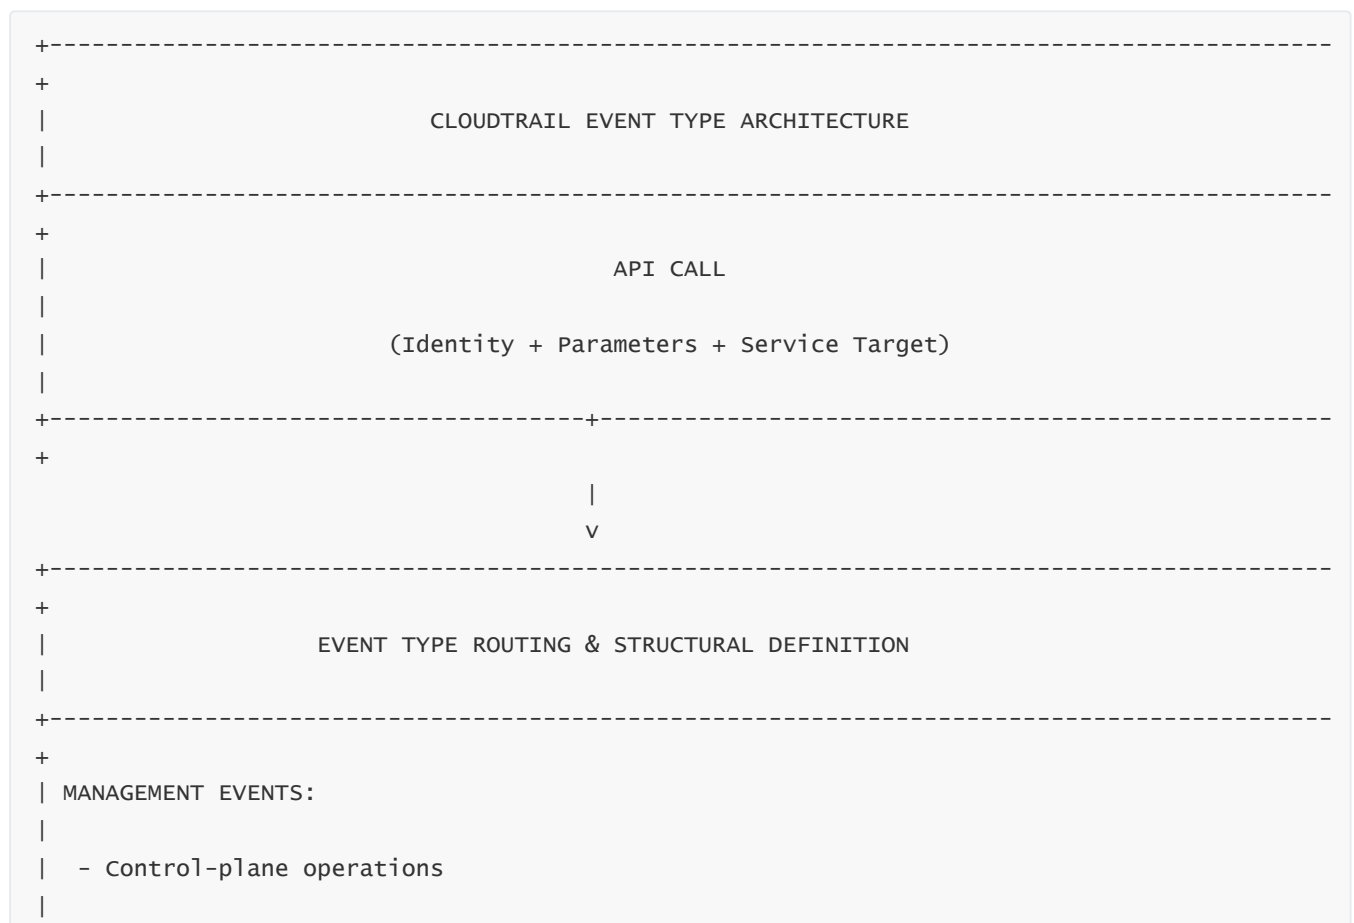 +-------------------------------------------------------------------------------------------
+
|                           CLOUDTRAIL EVENT TYPE ARCHITECTURE
|
+-------------------------------------------------------------------------------------------
+
|                                        API CALL
|
|                        (Identity + Parameters + Service Target)
|
+--------------------------------------+----------------------------------------------------
+
                                       |
                                       v
+-------------------------------------------------------------------------------------------
+
|                   EVENT TYPE ROUTING & STRUCTURAL DEFINITION
|
+-------------------------------------------------------------------------------------------
+
| MANAGEMENT EVENTS:
|
|  - Control-plane operations
|